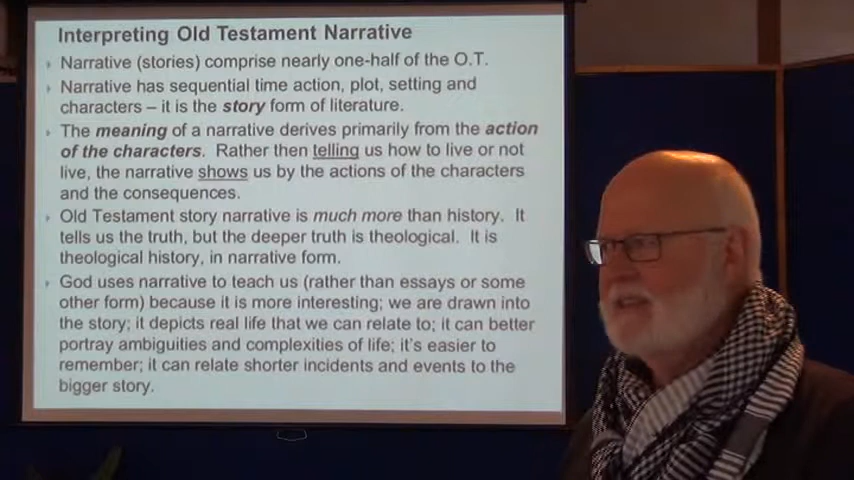 Interpreting Old Testament Narrative
Narrative (stories) comprise nearly one-half of the O.T.
Narrative has sequential time action, plot, setting and
characters – it is the story form of literature.
The meaning of a narrative derives primarily from the action
of the characters. Rather then telling us how to live or not
live, the narrative shows us by the actions of the characters
and the consequences.
Old Testament story narrative is much more than history. It
tells us the truth, but the deeper truth is theological. It is
theological history, in narrative form.
God uses narrative to teach us (rather than essays or some
other form) because it is more interesting; we are drawn into
the story; it depicts real life that we can relate to; it can better
portray ambiguities and complexities of life; it's easier to
remember; it can relate shorter incidents and events to the
bigger story.